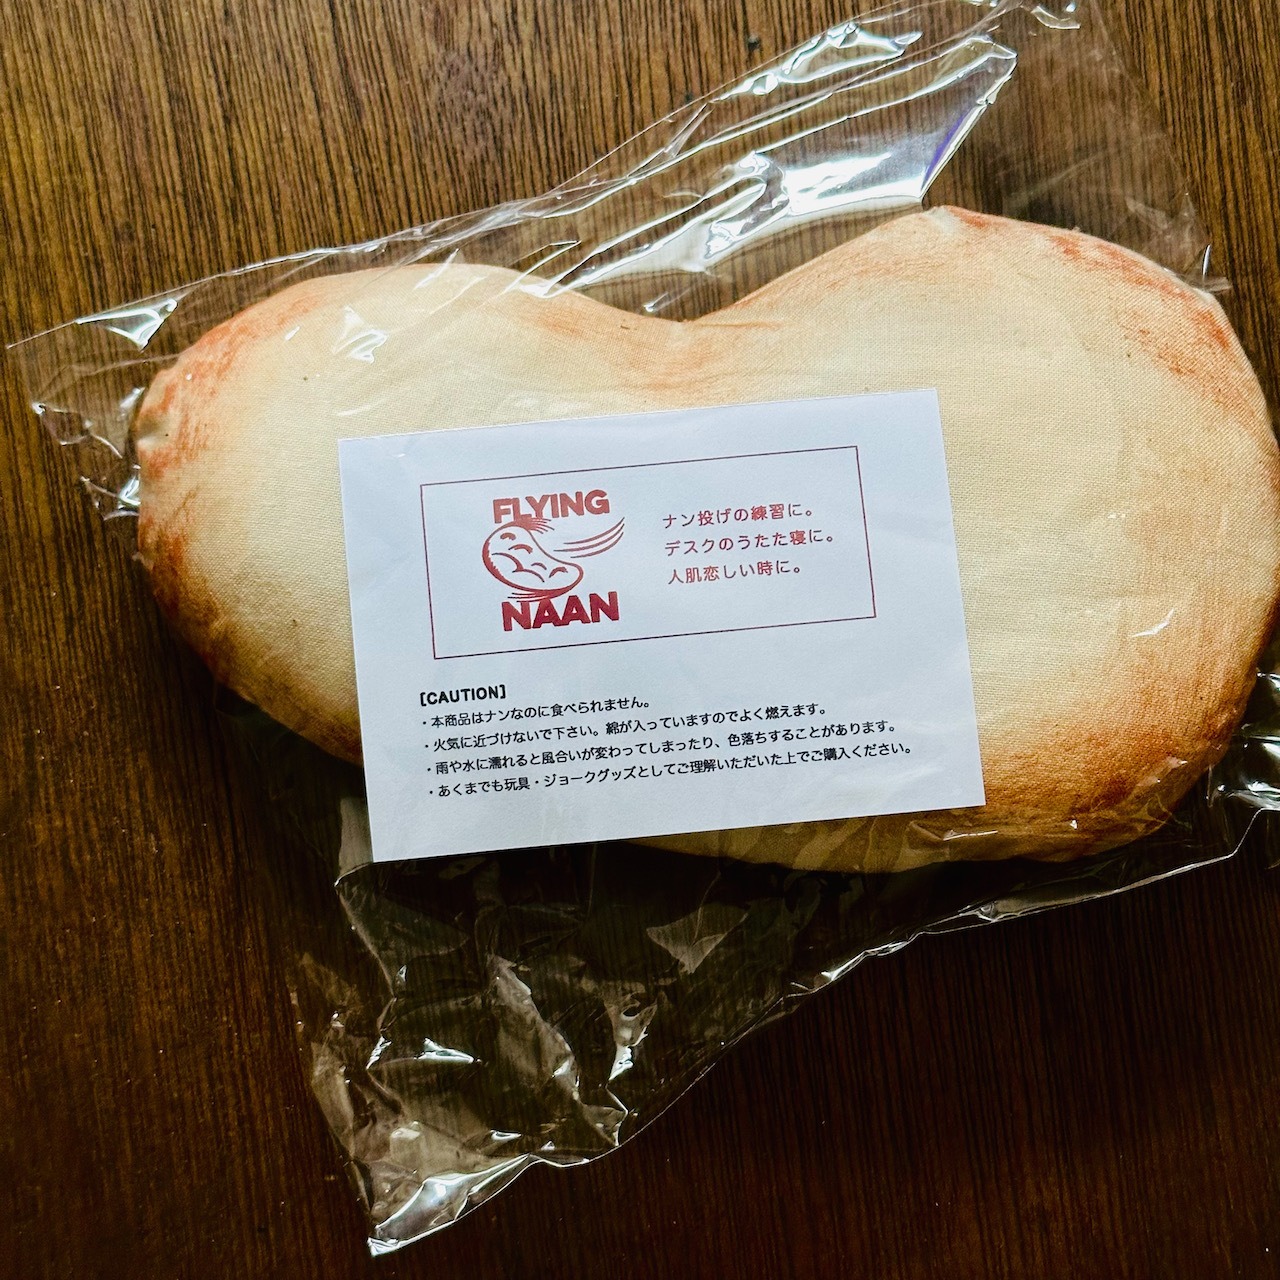 FLYING
NAAN
ナン投げの練習に。
デスクのうたた寝に。
人肌恋しい時に。
[CAUTION]
・本商品はナンなのに食べられません。
・火気に近づけないで下さい。綿が入っていますのでよく燃えます。
・雨や水に濡れると風合いが変わってしまったり、色落ちすることがあります。
・あくまでも玩具・ジョークグッズとしてご理解いただいた上でご購入ください。